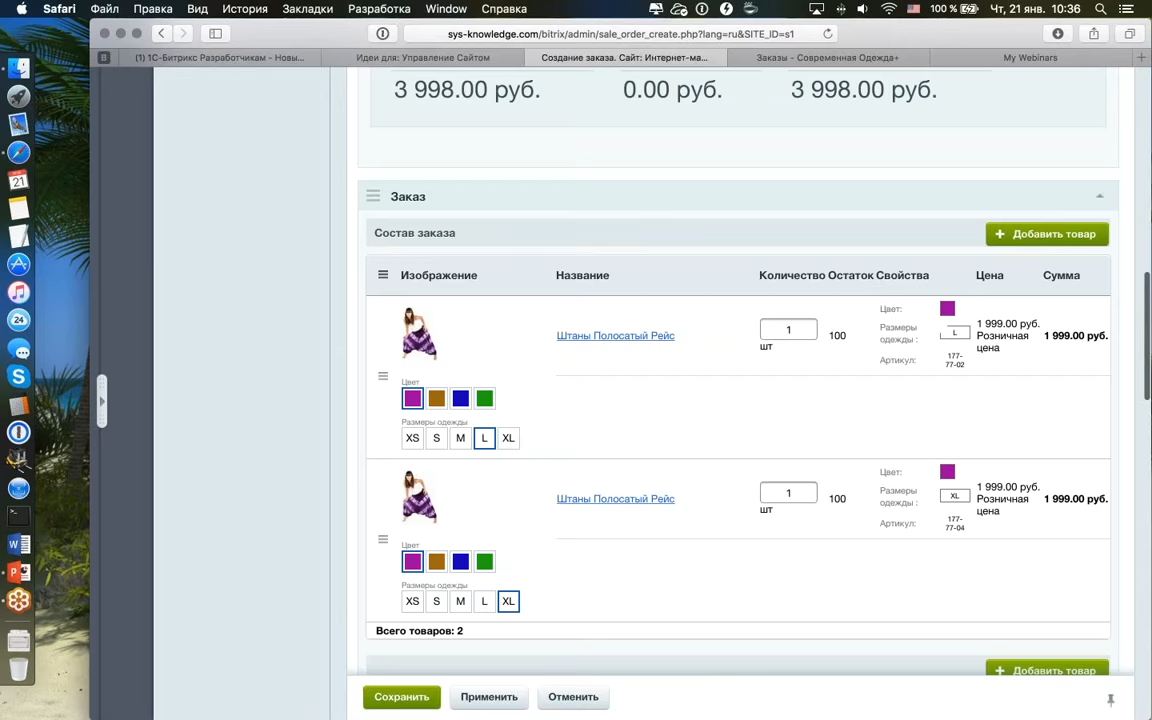 Safari Файл Правка Вид История Закладки Разработка Window Справка 100 % Чт, 21 янв. 10:36
sys-knowledge.com/bitrix/admin/sale_order_create.php?lang=ru&SITE_ID=s1
(1) 1С-Битрикс Разработчикам - Новы... Идеи для: Управление Сайтом Создание заказа. Сайт: Интернет-ма... Заказы - Современная Одежда+ My Webinars
3 998.00 руб. 0.00 руб. 3 998.00 руб.
Заказ
Состав заказа + Добавить товар
Изображение Название Количество Остаток Свойства Цена Сумма
Штаны Полосатый Рейс 1 шт 100
Цвет:
Размеры одежды : L
Артикул: 177-77-02
1 999.00 руб. Розничная цена 1 999.00 руб.
Цвет
Размеры одежды
XS S M L XL
Штаны Полосатый Рейс 1 шт 100
Цвет:
Размеры одежды : XL
Артикул: 177-77-04
1 999.00 руб. Розничная цена 1 999.00 руб.
Цвет
Размеры одежды
XS S M L XL
Всего товаров: 2
+ Добавить товар
Сохранить Применить Отменить